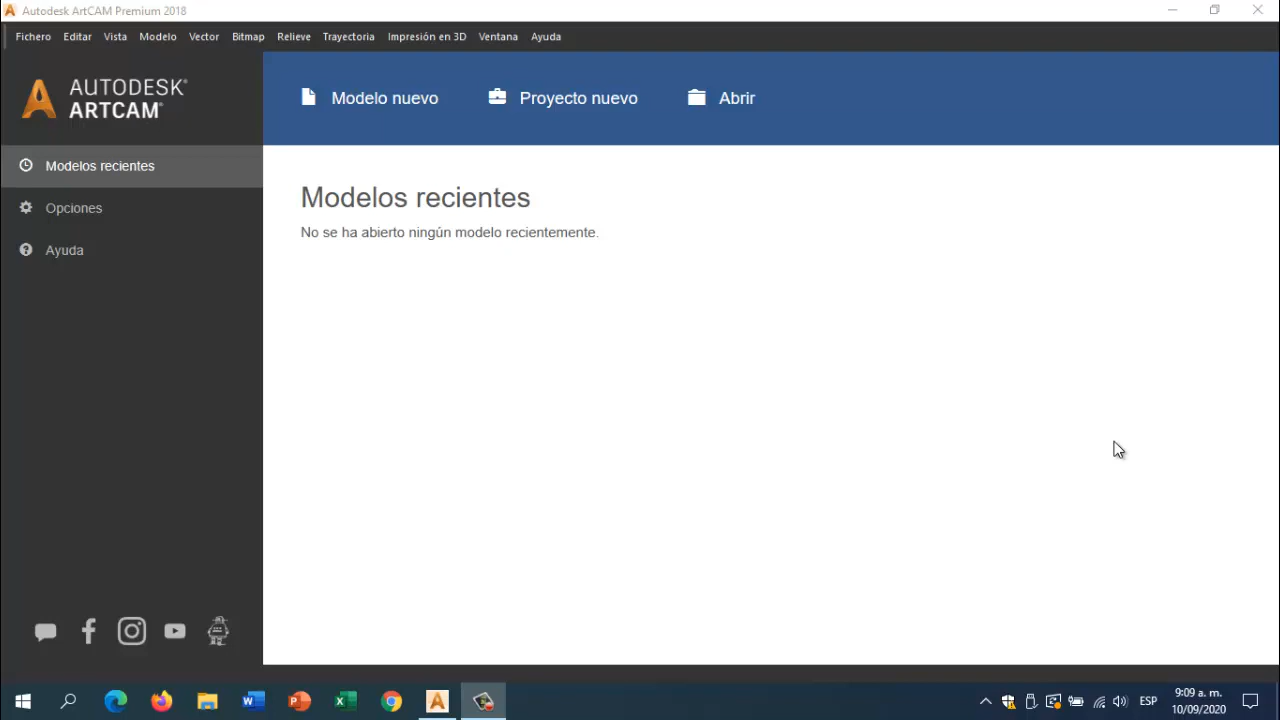 Autodesk ArtCAM Premium 2018
Fichero Editar Vista Modelo Vector Bitmap Relieve Trayectoria Impresión en 3D Ventana Ayuda
AUTODESK®
ARTCAM®
Modelo nuevo Proyecto nuevo Abrir
Modelos recientes
Opciones
Ayuda
Modelos recientes
No se ha abierto ningún modelo recientemente.
ESP
9:09 a. m.
10/09/2020